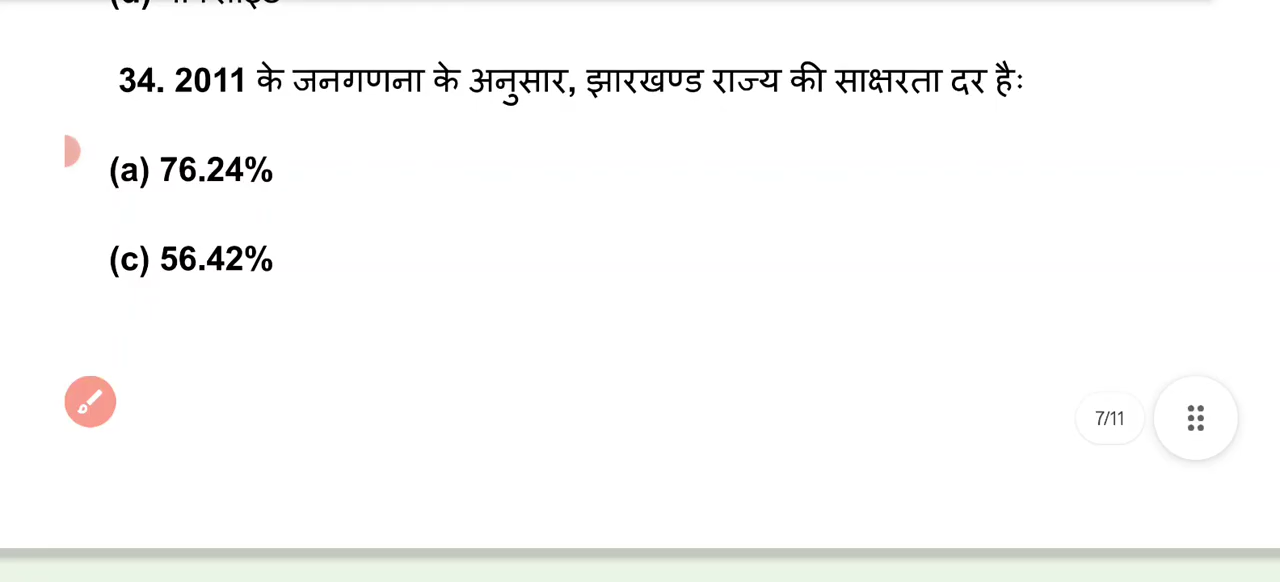 34. 2011 के जनगणना के अनुसार, झारखण्ड राज्य की साक्षरता दर है:
(a) 76.24%
(c) 56.42%
7/11